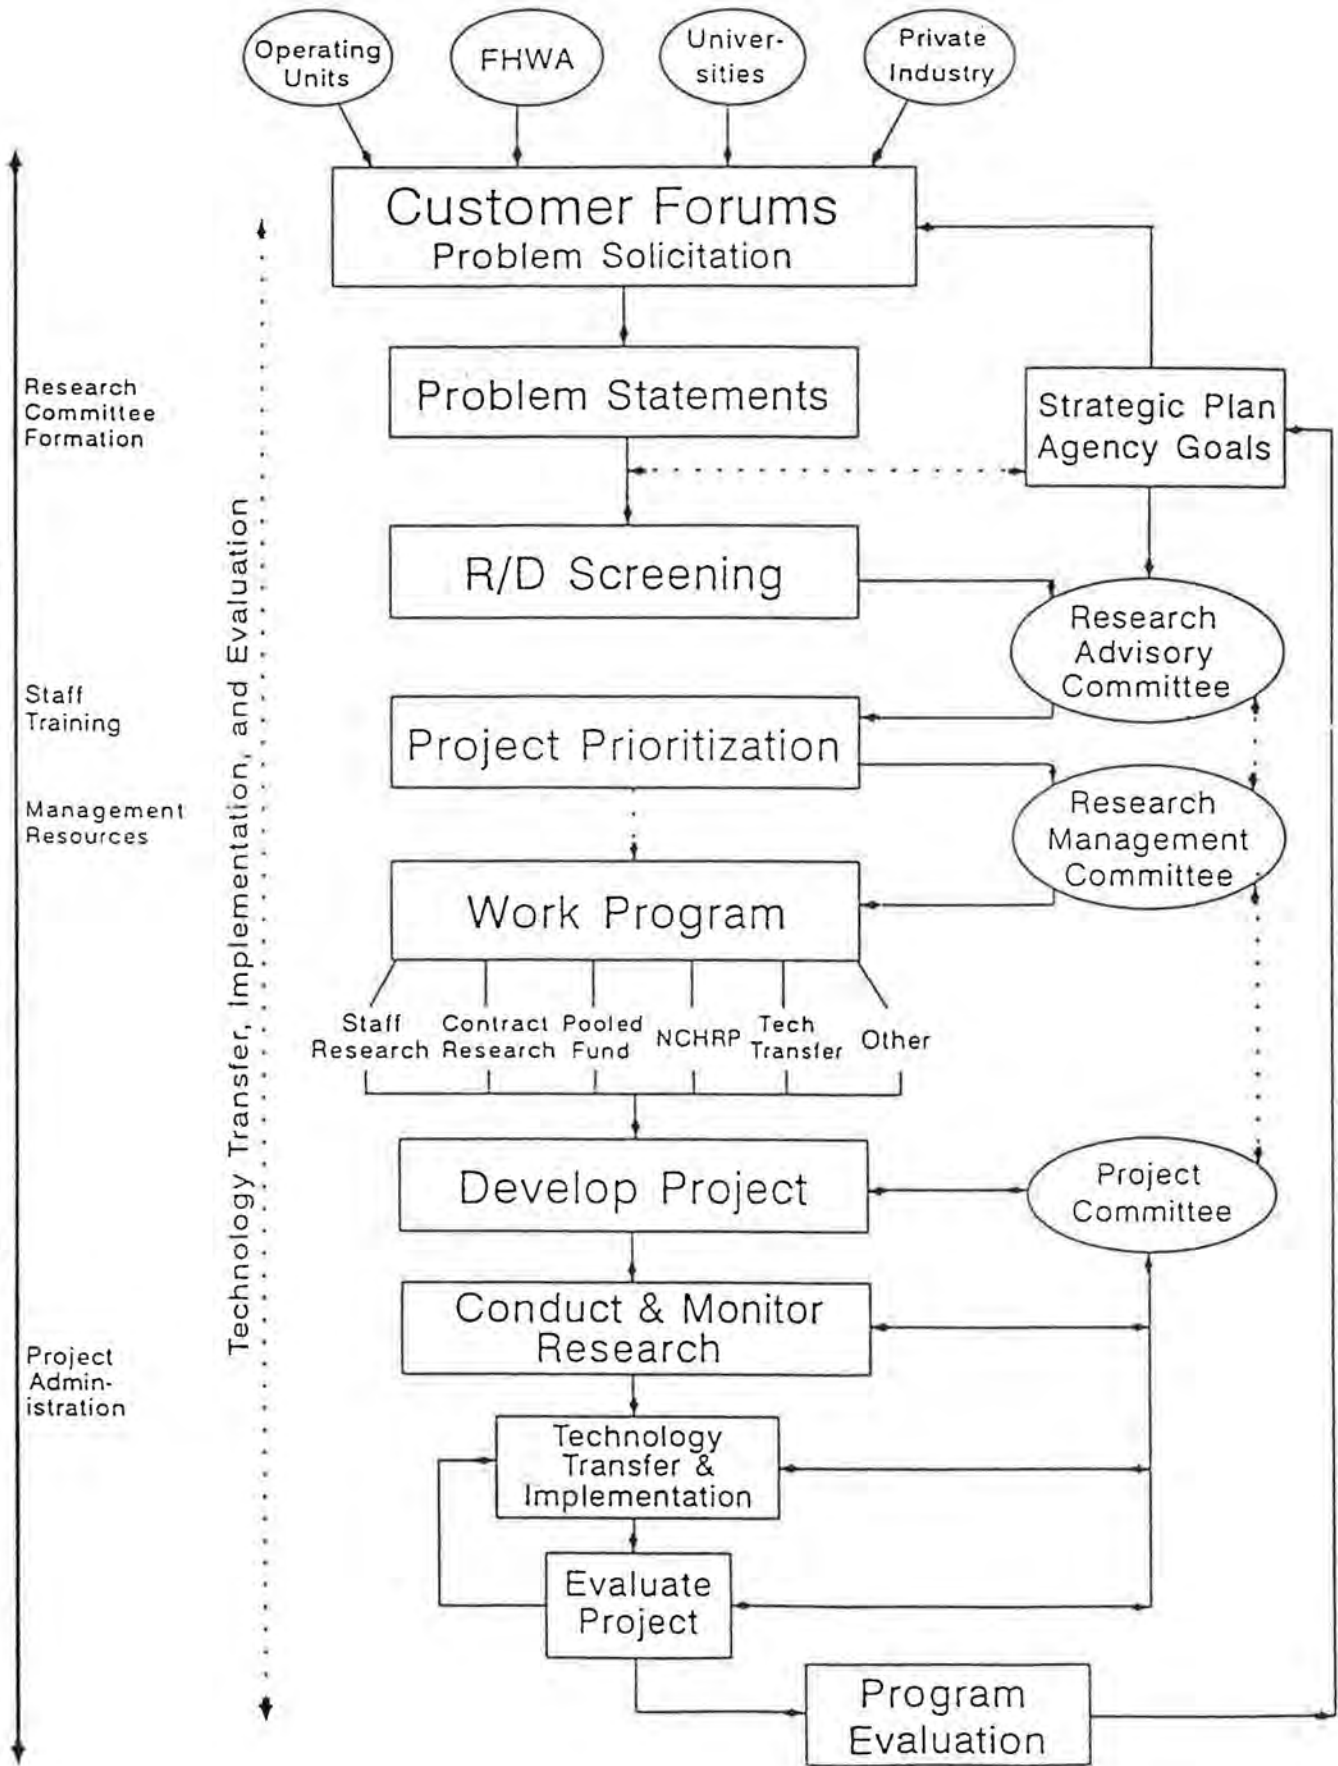 Operating
Units
FHWA
Univer-
sities
Private
Industry
Customer Forums
Problem Solicitation
Problem Statements
Strategic Plan
Agency Goals
Research
Committee
Formation
R/D Screening
Research
Advisory
Committee
Staff
Training
Project Prioritization
Management
Resources
Research
Management
Committee
Technology Transfer, Implementation, and Evaluation
Work Program
Staff
Research
Contract
Research
Pooled
Fund
NCHRP
Tech
Transfer
Other
Develop Project
Project
Committee
Conduct & Monitor
Research
Project
Admin-
istration
Technology
Transfer &
Implementation
Evaluate
Project
Program
Evaluation